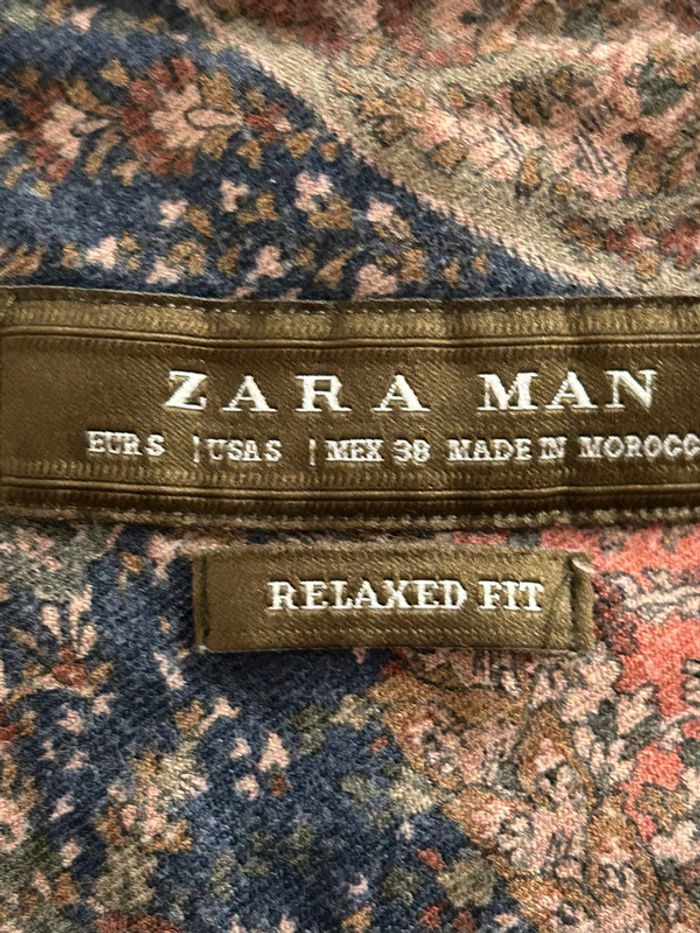 ZARA MAN
EUR S | USA S | MEX 38 MADE IN MOROCC
RELAXED FIT